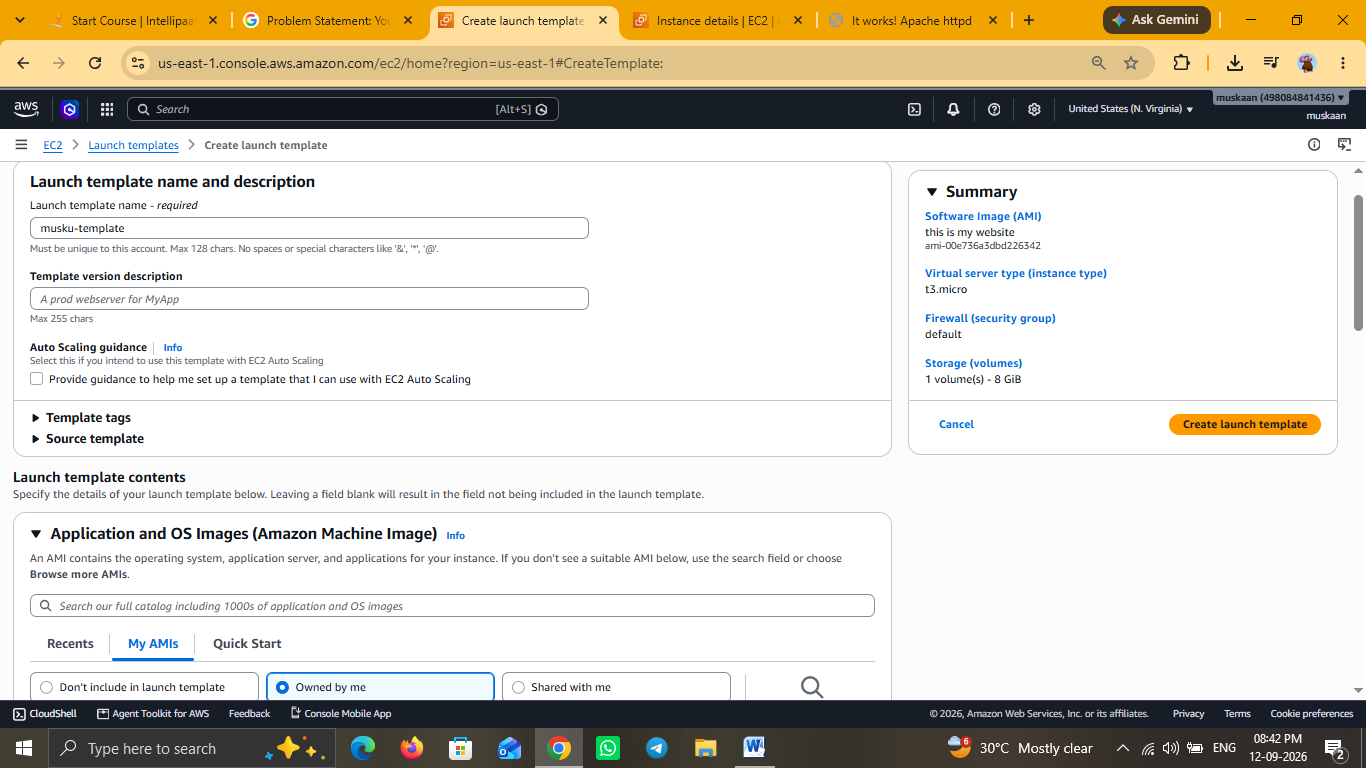 Start Course | Intellipaa
Problem Statement: You
Create launch template
Instance details | EC2 | u
It works! Apache httpd
Ask Gemini
us-east-1.console.aws.amazon.com/ec2/home?region=us-east-1#CreateTemplate:
aws
Search
[Alt+S]
United States (N. Virginia)
muskaan (498084841436)
muskaan
EC2
Launch templates
Create launch template
Launch template name and description
Launch template name - required
musku-template
Must be unique to this account. Max 128 chars. No spaces or special characters like '&', '*', '@'.
Template version description
A prod webserver for MyApp
Max 255 chars
Auto Scaling guidance
Info
Select this if you intend to use this template with EC2 Auto Scaling
Provide guidance to help me set up a template that I can use with EC2 Auto Scaling
Template tags
Source template
Summary
Software Image (AMI)
this is my website
ami-00e736a3dbd226342
Virtual server type (instance type)
t3.micro
Firewall (security group)
default
Storage (volumes)
1 volume(s) - 8 GiB
Cancel
Create launch template
Launch template contents
Specify the details of your launch template below. Leaving a field blank will result in the field not being included in the launch template.
Application and OS Images (Amazon Machine Image)
Info
An AMI contains the operating system, application server, and applications for your instance. If you don't see a suitable AMI below, use the search field or choose
Browse more AMIs.
Search our full catalog including 1000s of application and OS images
Recents
My AMIs
Quick Start
Don't include in launch template
Owned by me
Shared with me
CloudShell
Agent Toolkit for AWS
Feedback
Console Mobile App
© 2026, Amazon Web Services, Inc. or its affiliates.
Privacy
Terms
Cookie preferences
Type here to search
6
30°C Mostly clear
ENG
08:42 PM
12-09-2026
2